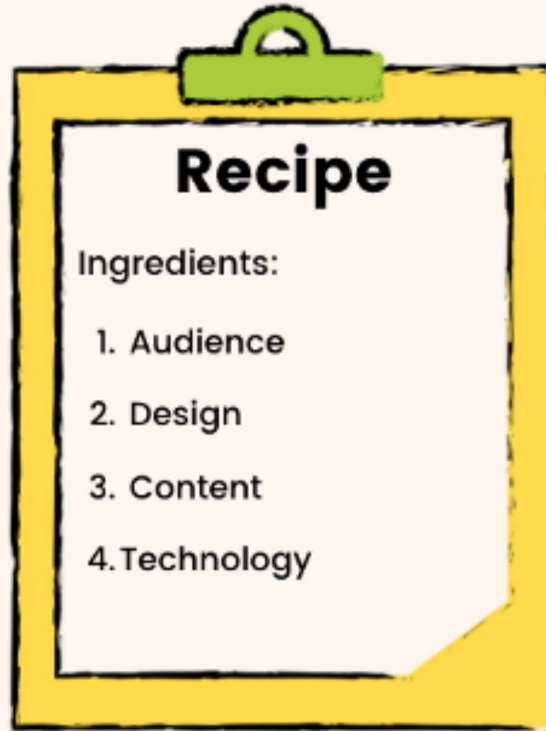 Recipe
Ingredients:
1. Audience
2. Design
3. Content
4. Technology